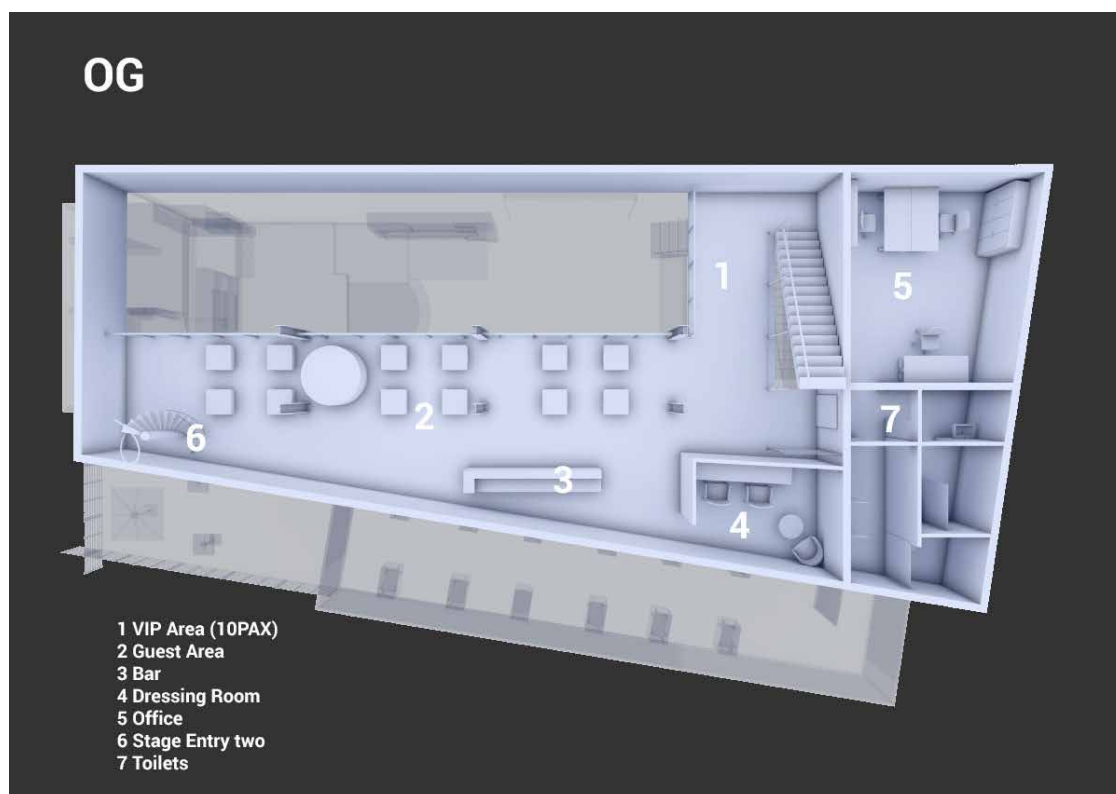 OG
1
5
2
7
6
3
4
1 VIP Area (10PAX)
2 Guest Area
3 Bar
4 Dressing Room
5 Office
6 Stage Entry two
7 Toilets